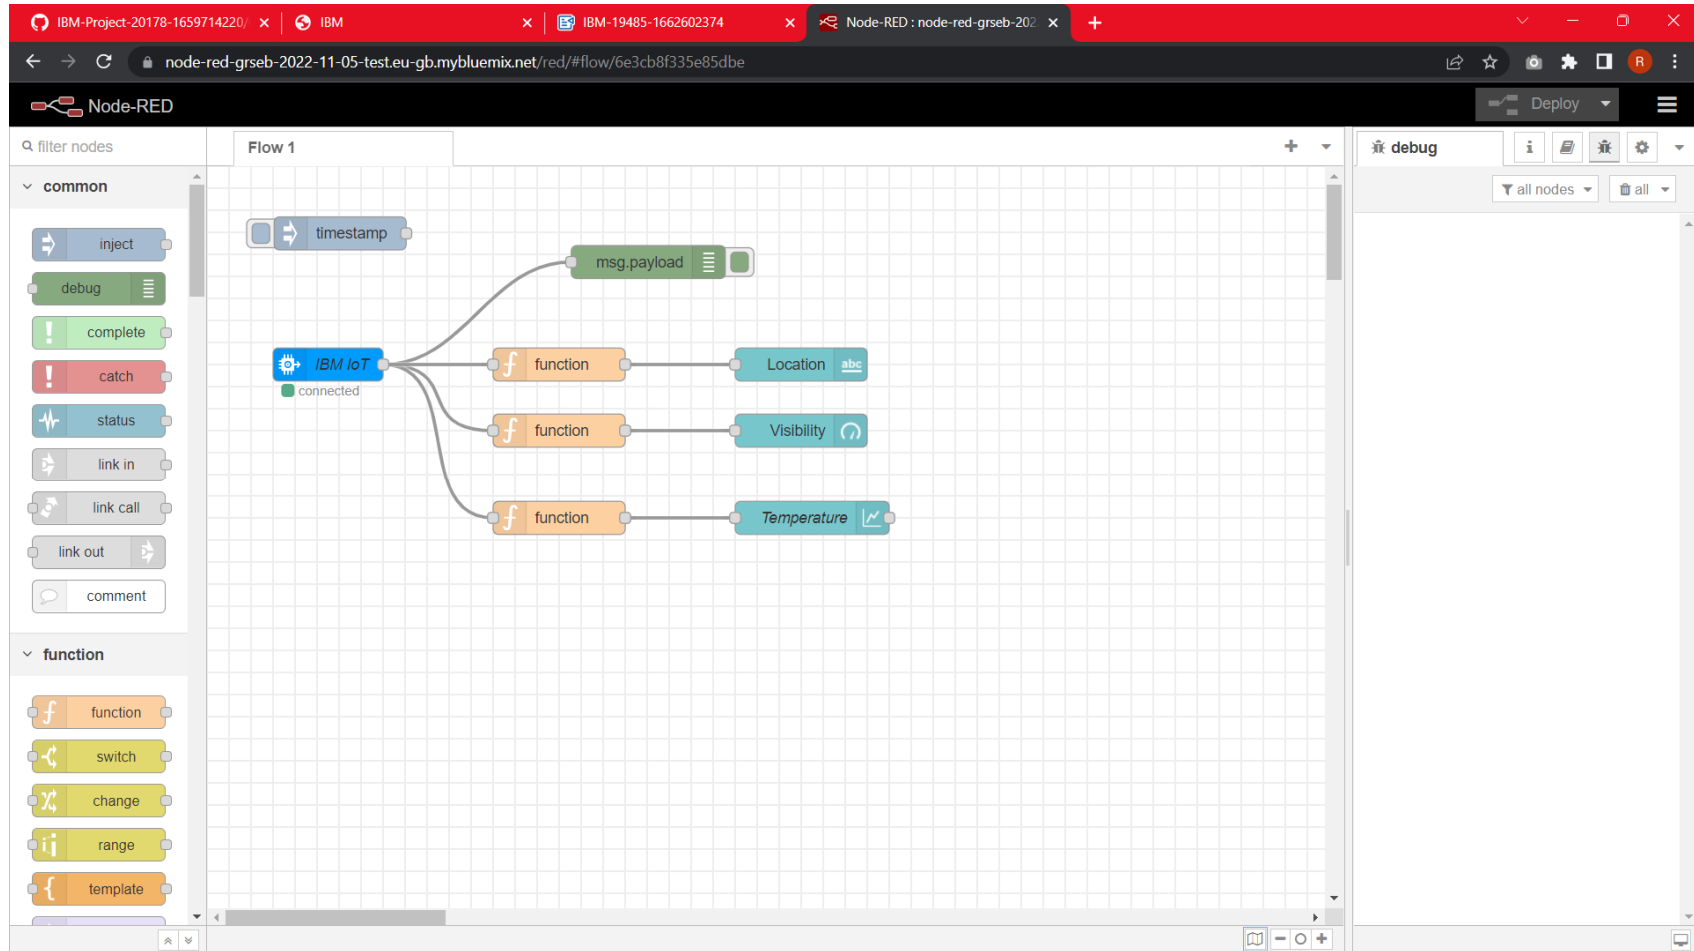 IBM-Project-20178-1659714220/
IBM
IBM-19485-1662602374
Node-RED : node-red-grseb-202
node-red-grseb-2022-11-05-test.eu-gb.mybluemix.net/red/#flow/6e3cb8f335e85dbe
R
Node-RED
Deploy
filter nodes
Flow 1
debug
i
all nodes
all
common
inject
debug
complete
catch
status
link in
link call
link out
comment
function
function
switch
change
range
template
timestamp
msg.payload
IBM IoT
connected
function
Location
abc
function
Visibility
function
Temperature